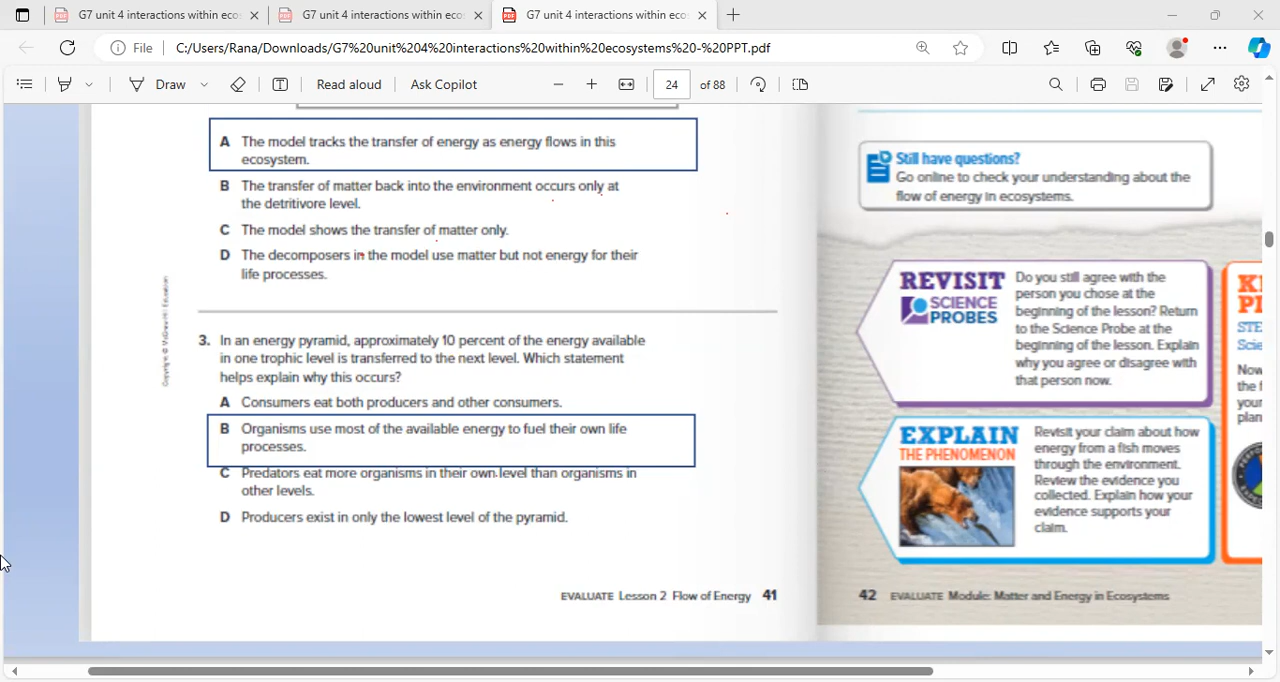 G7 unit 4 interactions within eco
G7 unit 4 interactions within eco
G7 unit 4 interactions within eco
File
C:/Users/Rana/Downloads/G7%20unit%204%20interactions%20within%20ecosystems%20-%20PPT.pdf
Draw
Read aloud
Ask Copilot
24
of 88
A The model tracks the transfer of energy as energy flows in this
ecosystem.
B The transfer of matter back into the environment occurs only at
the detritivore level.
C The model shows the transfer of matter only.
D The decomposers in the model use matter but not energy for their
life processes.
Copyright © McGraw-Hill Education
3. In an energy pyramid, approximately 10 percent of the energy available
in one trophic level is transferred to the next level. Which statement
helps explain why this occurs?
A Consumers eat both producers and other consumers.
B Organisms use most of the available energy to fuel their own life
processes.
C Predators eat more organisms in their own level than organisms in
other levels.
D Producers exist in only the lowest level of the pyramid.
EVALUATE Lesson 2 Flow of Energy 41
Still have questions?
Go online to check your understanding about the
flow of energy in ecosystems.
REVISIT
SCIENCE
PROBES
Do you still agree with the
person you chose at the
beginning of the lesson? Return
to the Science Probe at the
beginning of the lesson. Explain
why you agree or disagree with
that person now.
EXPLAIN
THE PHENOMENON
Revisit your claim about how
energy from a fish moves
through the environment.
Review the evidence you
collected. Explain how your
evidence supports your
claim.
STE
Scie
Now
the f
your
plan
42 EVALUATE Module: Matter and Energy in Ecosystems